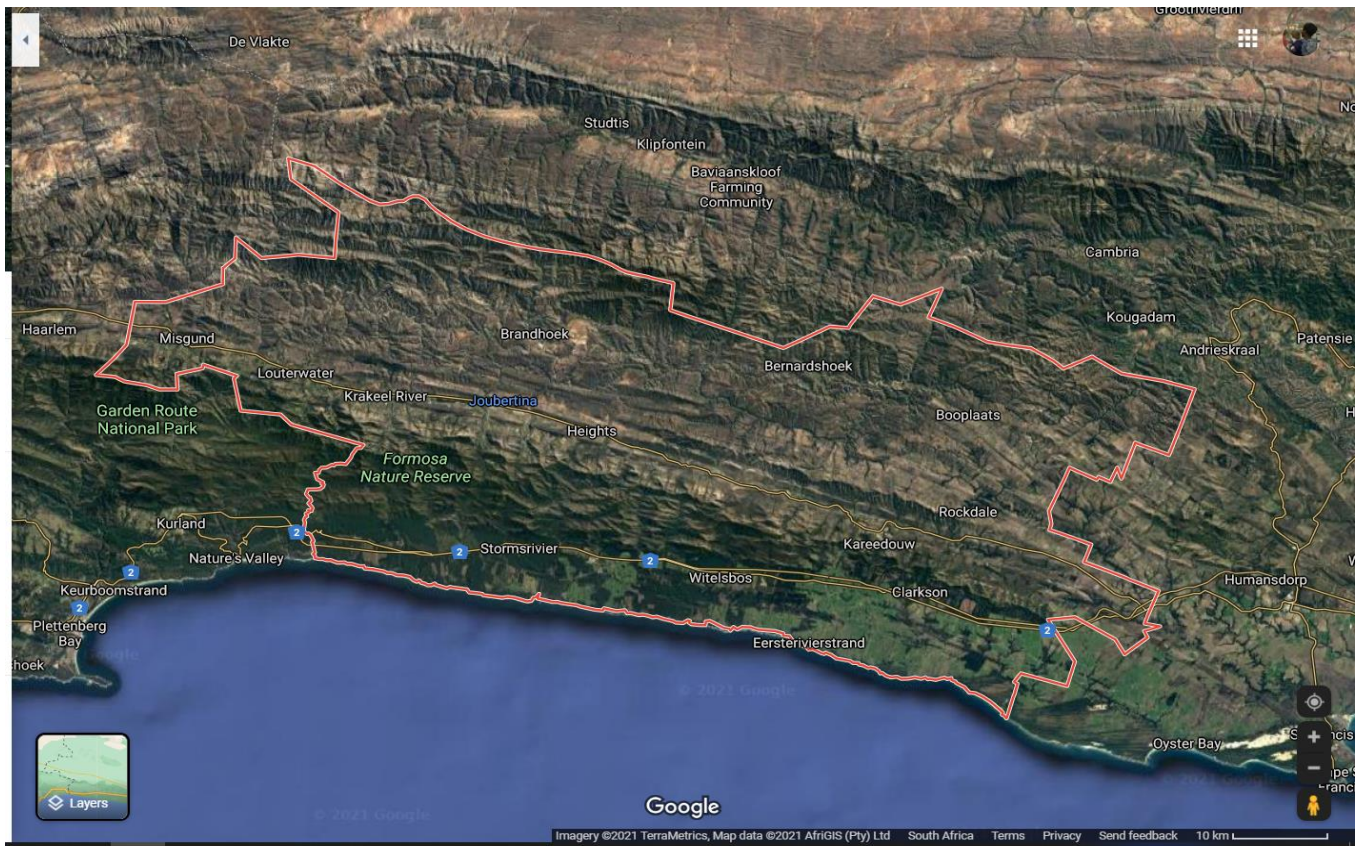 Grootrivierdrif
De Vlakte
Studtis
Klipfontein
Baviaanskloof
Farming
Community
Cambria
Haarlem
Misgund
Brandhoek
Kougadam
Andrieskraal
Patensie
Louterwater
Bernardshoek
Krakeel River
Joubertina
Garden Route
National Park
Booplaats
Heights
Formosa
Nature Reserve
Rockdale
Kurland
2
Kareedouw
Nature's Valley
2
Stormsrivier
2
2
Witelsbos
Humansdorp
Keurboomstrand
Clarkson
2
Plettenberg
Bay
2
Eersterivierstrand
© 2021 Google
Oyster Bay
Layers
Google
Imagery ©2021 TerraMetrics, Map data ©2021 AfriGIS (Pty) Ltd South Africa Terms Privacy Send feedback 10 km